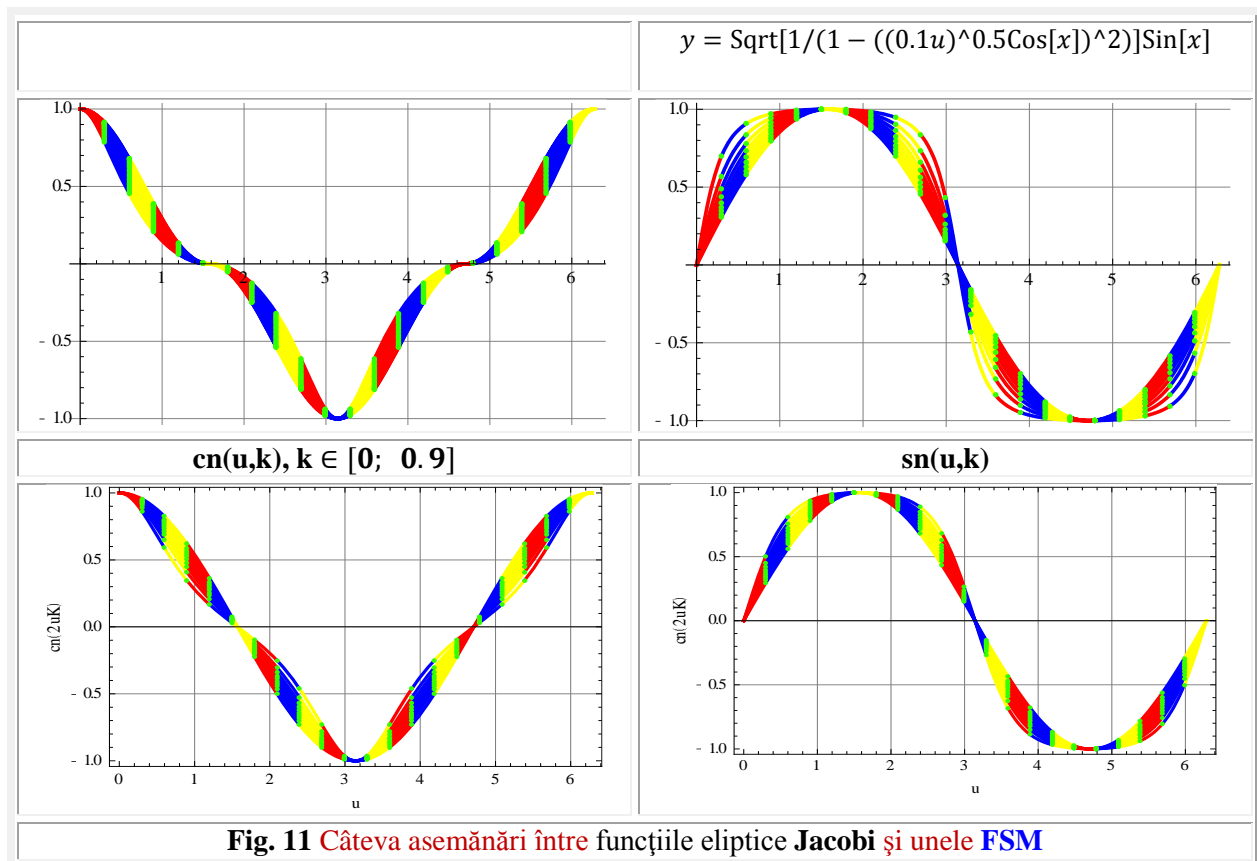 y = Sqrt[1/(1 − ((0.1u)^0.5Cos[x])^2)]Sin[x]
1.0
0.5
- 0.5
- 1.0
1 2 3 4 5 6
1.0
0.5
- 0.5
- 1.0
1 2 3 4 5 6
cn(u,k), k ∈ [0; 0.9]
sn(u,k)
1.0
0.5
0.0
- 0.5
- 1.0
cn(2uK)
0 1 2 3 4 5 6
u
1.0
0.5
0.0
- 0.5
- 1.0
cn(2uK)
0 1 2 3 4 5 6
u
Fig. 11 Câteva asemănări între funcţiile eliptice Jacobi şi unele FSM